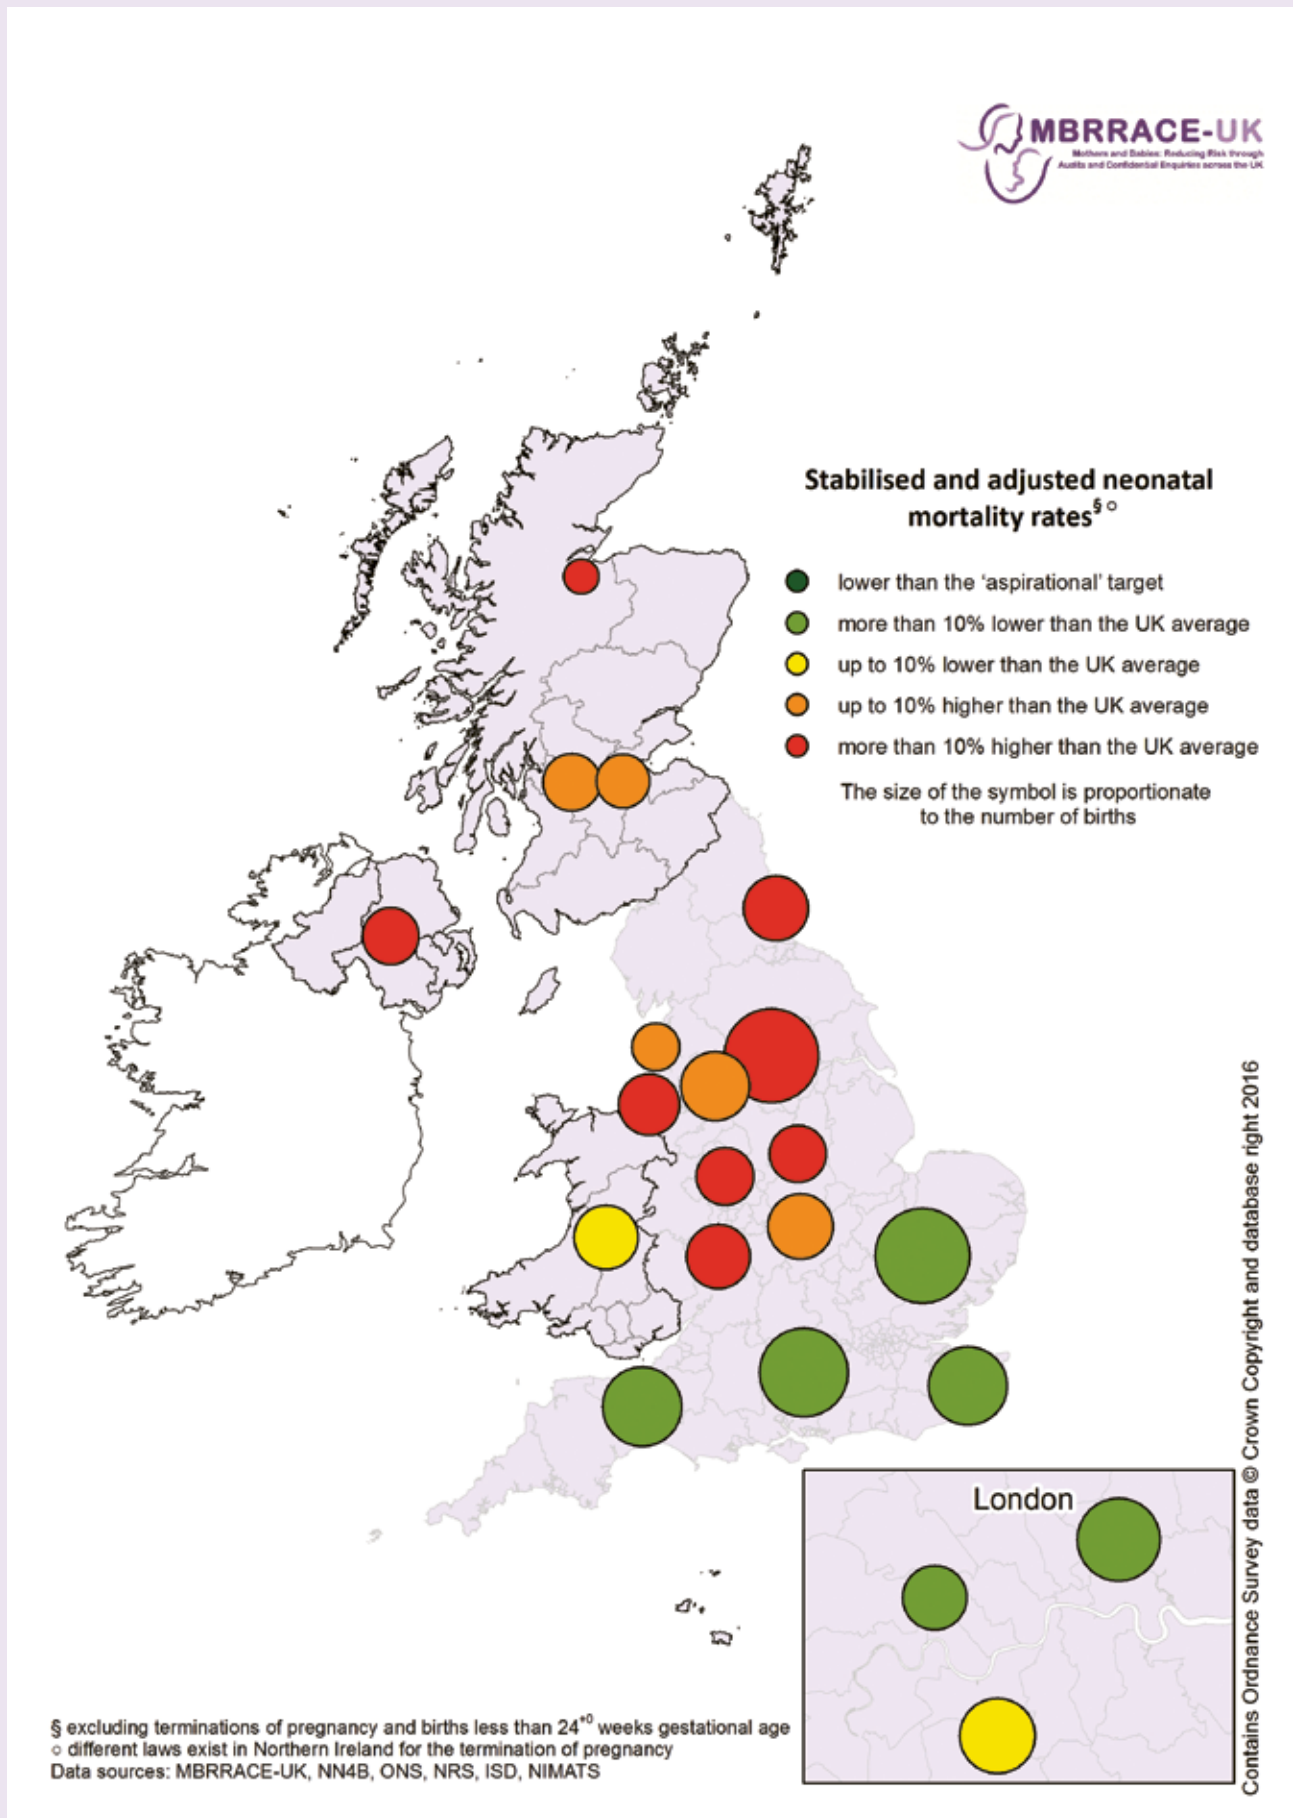 MBRRACE-UK
Mothers and Babies: Reducing Risk through
Audits and Confidential Enquiries across the UK
Stabilised and adjusted neonatal
mortality rates§ ○
lower than the ‘aspirational’ target
more than 10% lower than the UK average
up to 10% lower than the UK average
up to 10% higher than the UK average
more than 10% higher than the UK average
The size of the symbol is proportionate
to the number of births
London
§ excluding terminations of pregnancy and births less than 24⁺⁰ weeks gestational age
○ different laws exist in Northern Ireland for the termination of pregnancy
Data sources: MBRRACE-UK, NN4B, ONS, NRS, ISD, NIMATS
Contains Ordnance Survey data © Crown Copyright and database right 2016